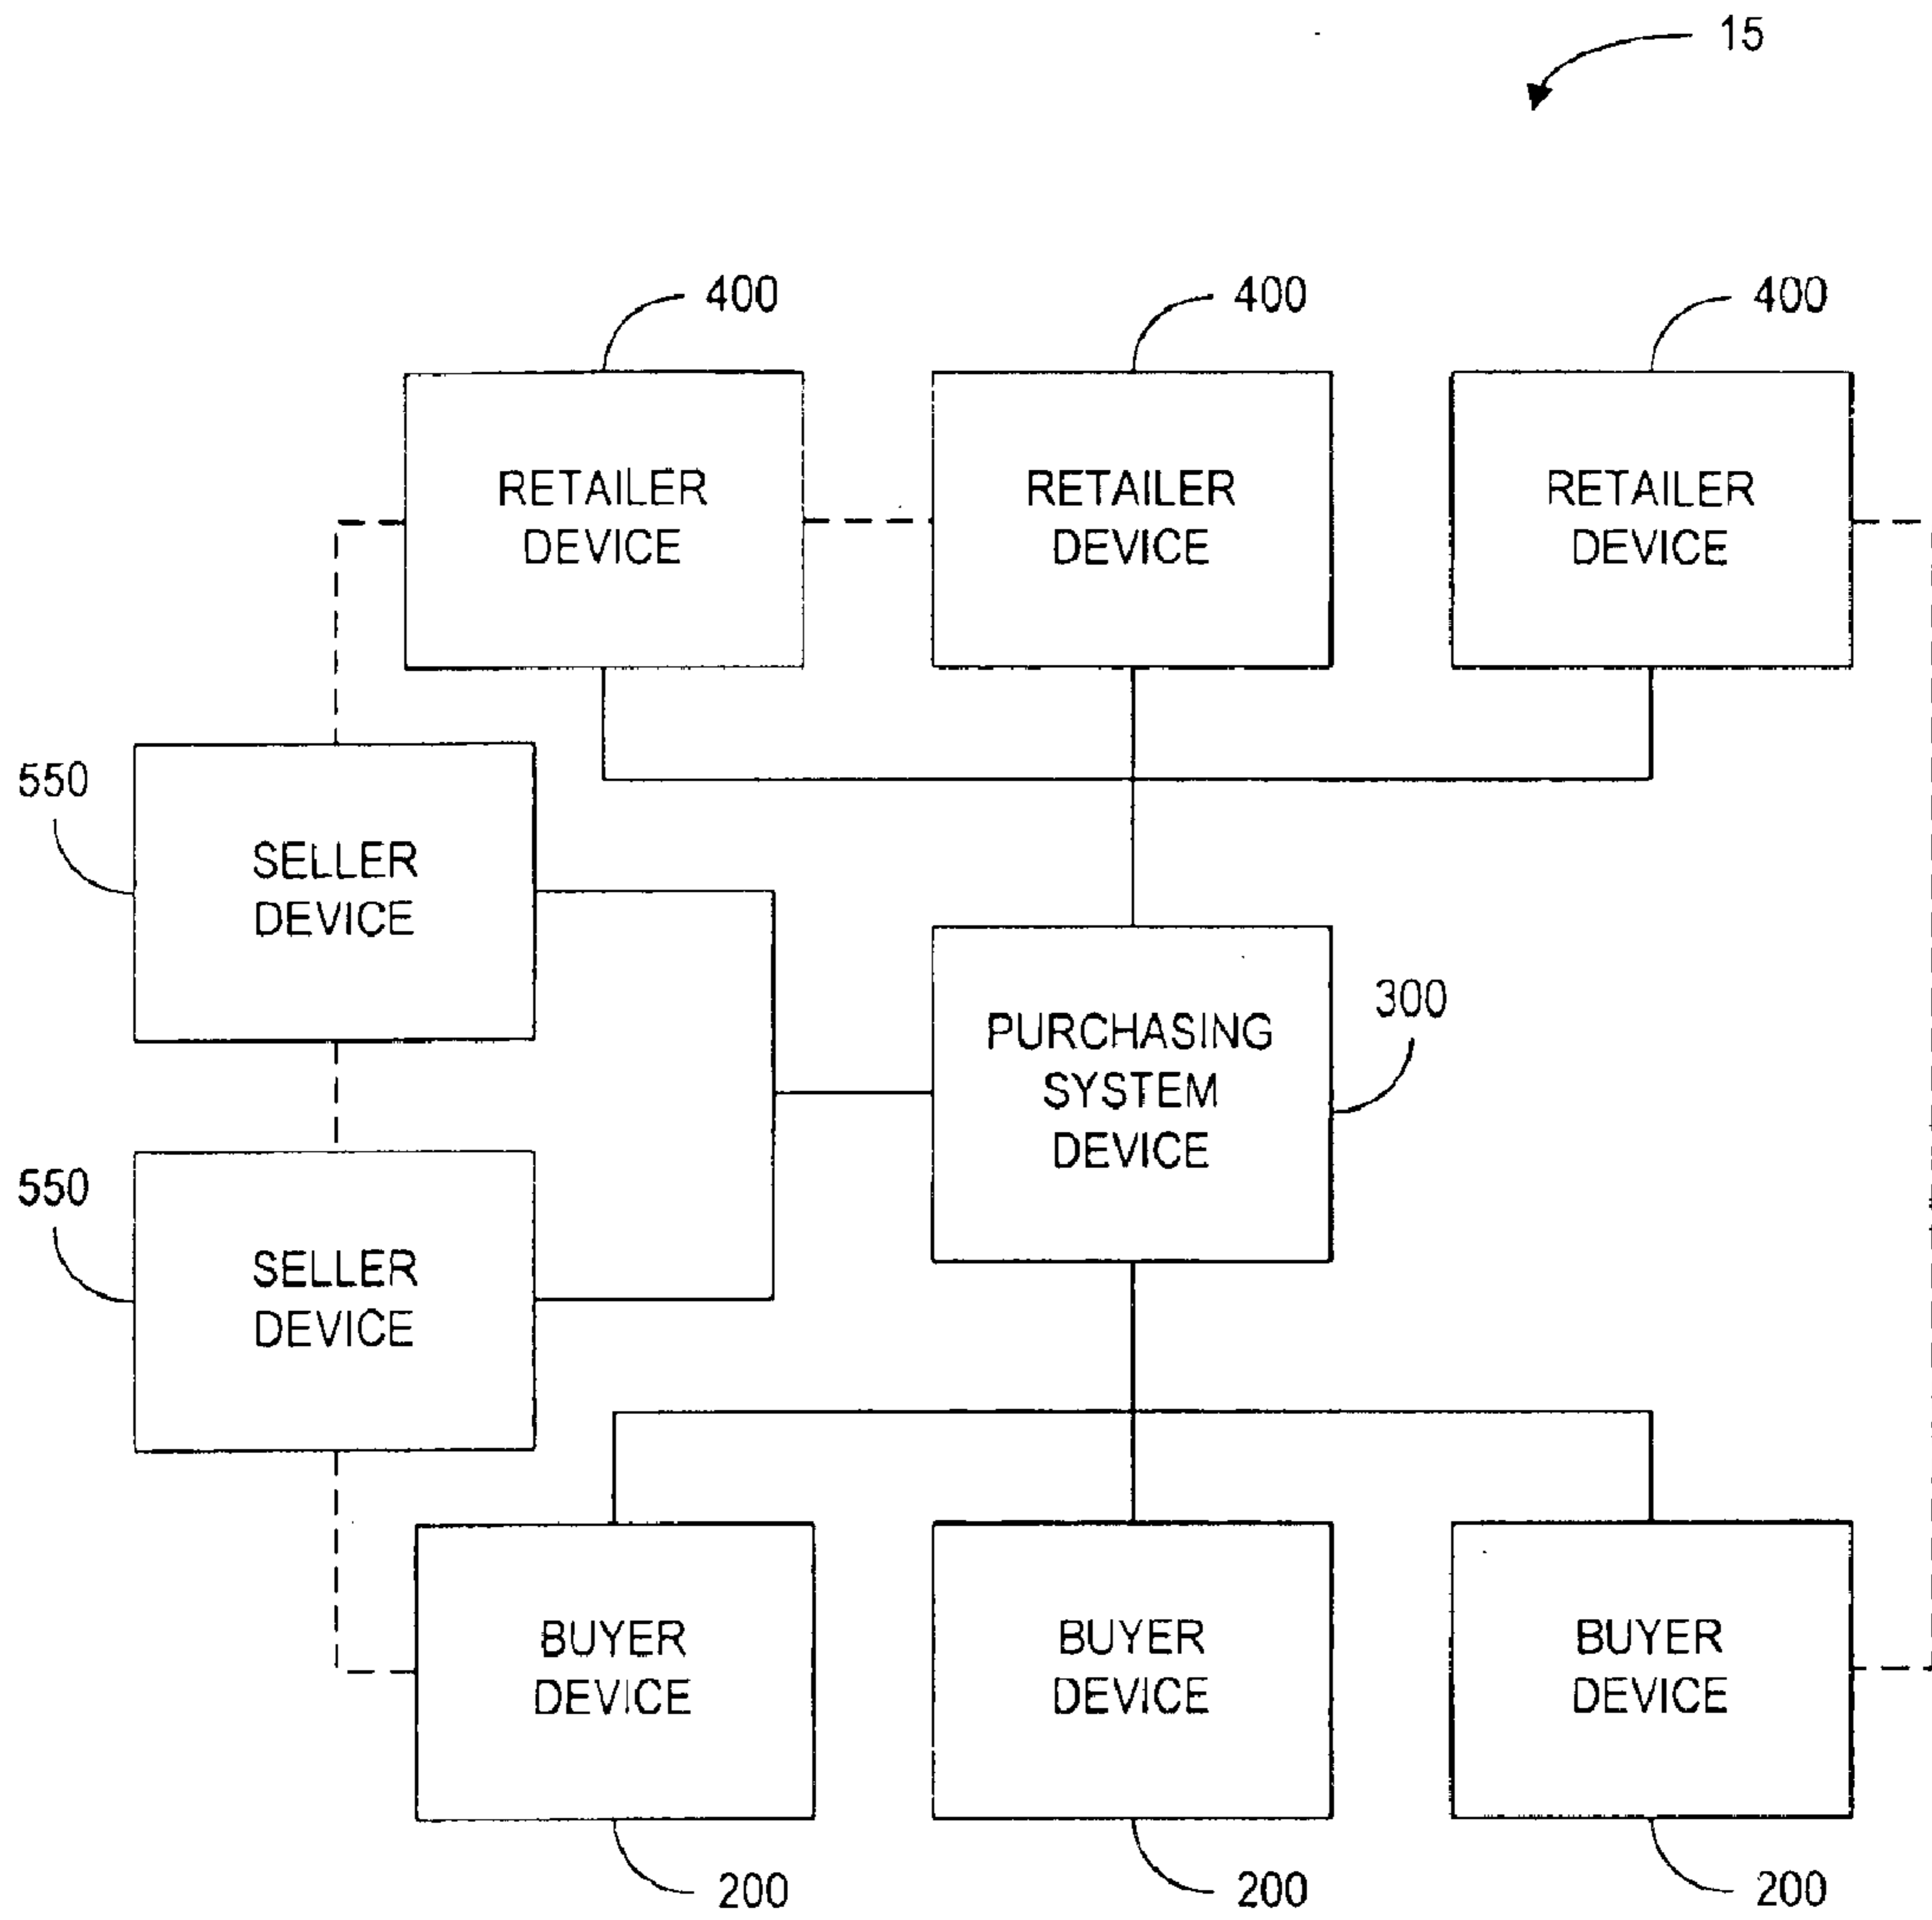 15
400
400
400
RETAILER
DEVICE
RETAILER
DEVICE
RETAILER
DEVICE
550
SELLER
DEVICE
300
PURCHASING
SYSTEM
DEVICE
550
SELLER
DEVICE
BUYER
DEVICE
BUYER
DEVICE
BUYER
DEVICE
200
200
200